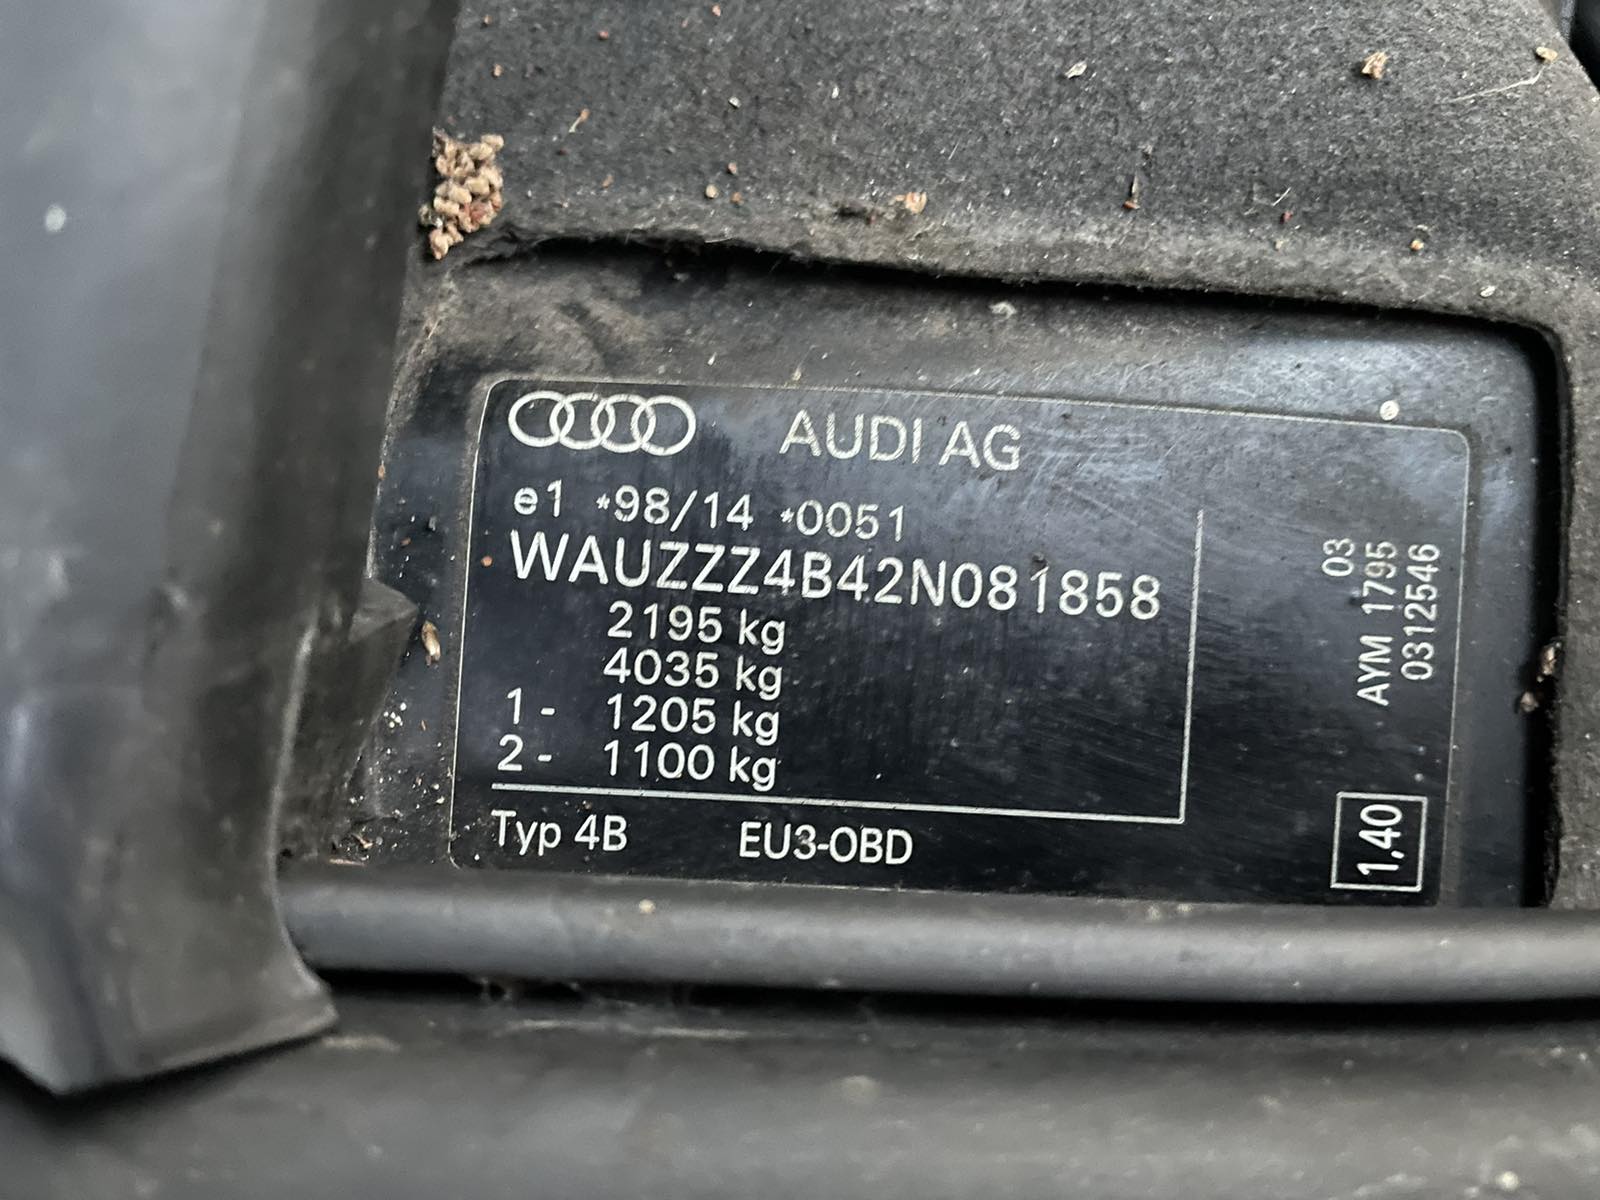 AUDI AG
e1 *98/14 *0051
WAUZZZ4B42N081858
2195 kg
4035 kg
1- 1205 kg
2- 1100 kg
Typ 4B EU3-OBD
03
AYM 1795
0312546
1,40